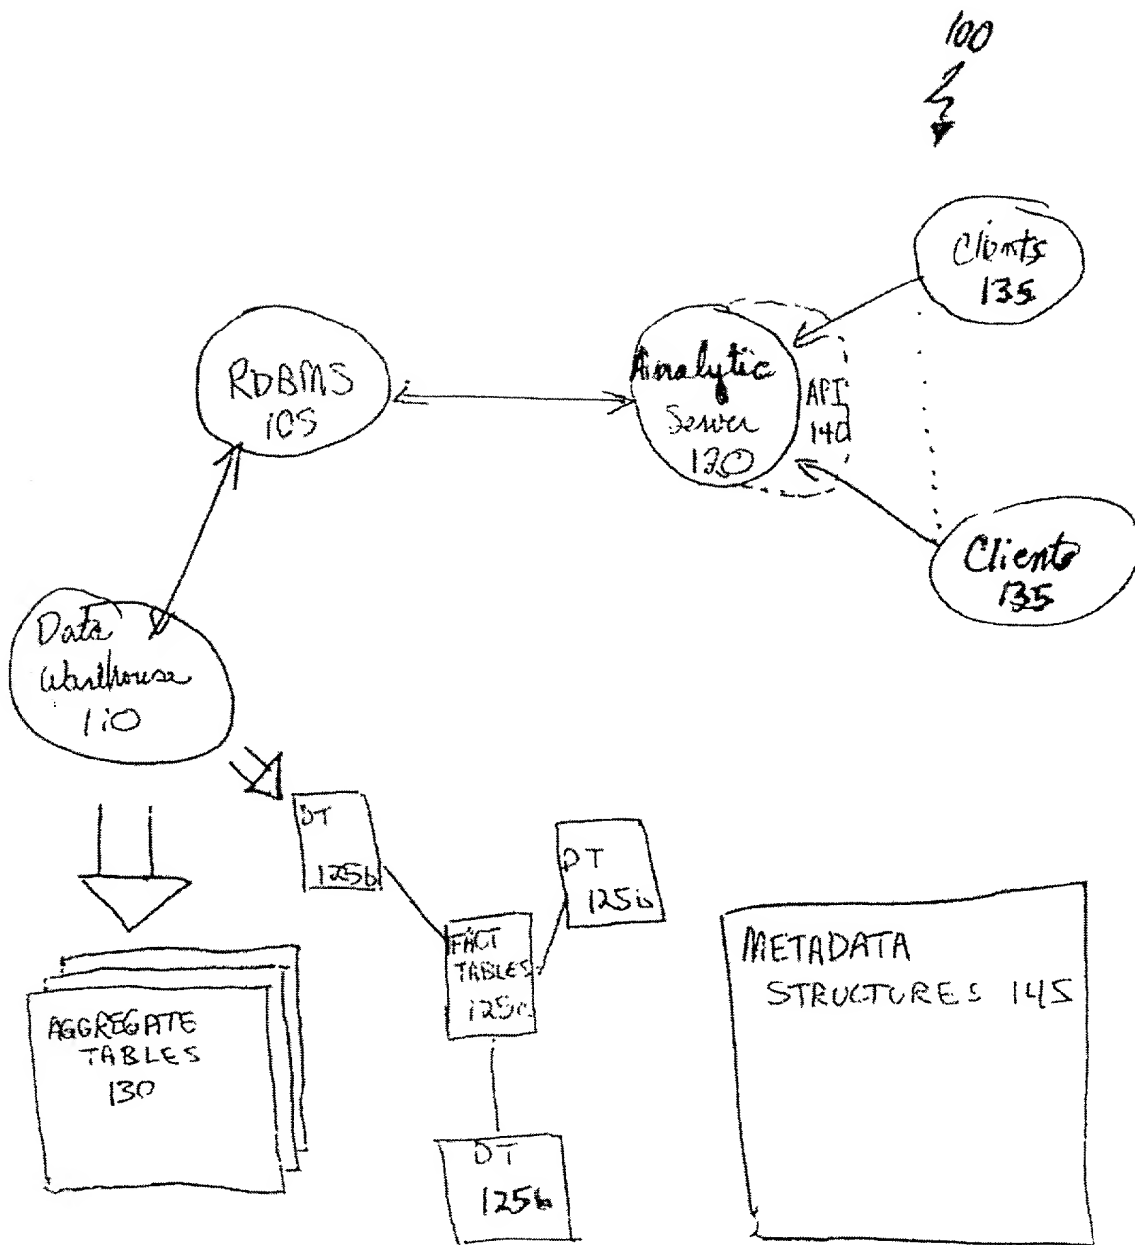 100
Clients
135
RDBMS
105
Analytic
Server
120
API
140
Clients
135
Data
Warehouse
110
DT
125b
DT
125b
FACT
TABLES
125a
METADATA
STRUCTURES 145
AGGREGATE
TABLES
130
DT
125b